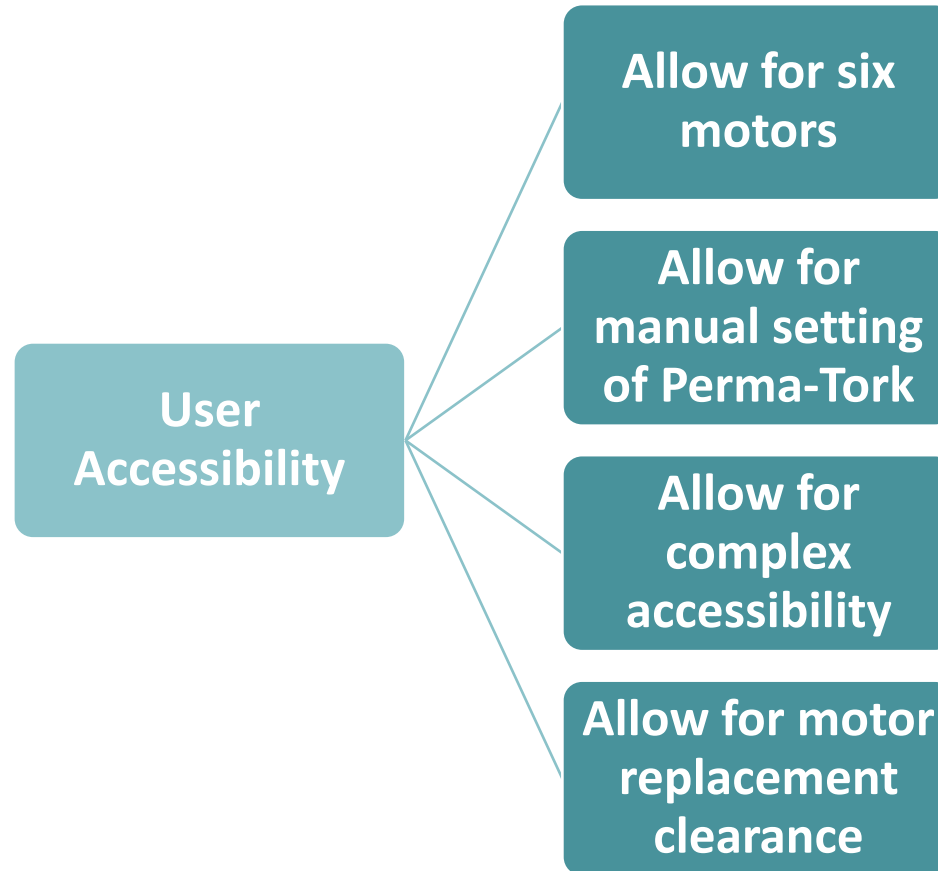 User
Accessibility
Allow for six
motors
Allow for
manual setting
of Perma-Tork
Allow for
complex
accessibility
Allow for motor
replacement
clearance